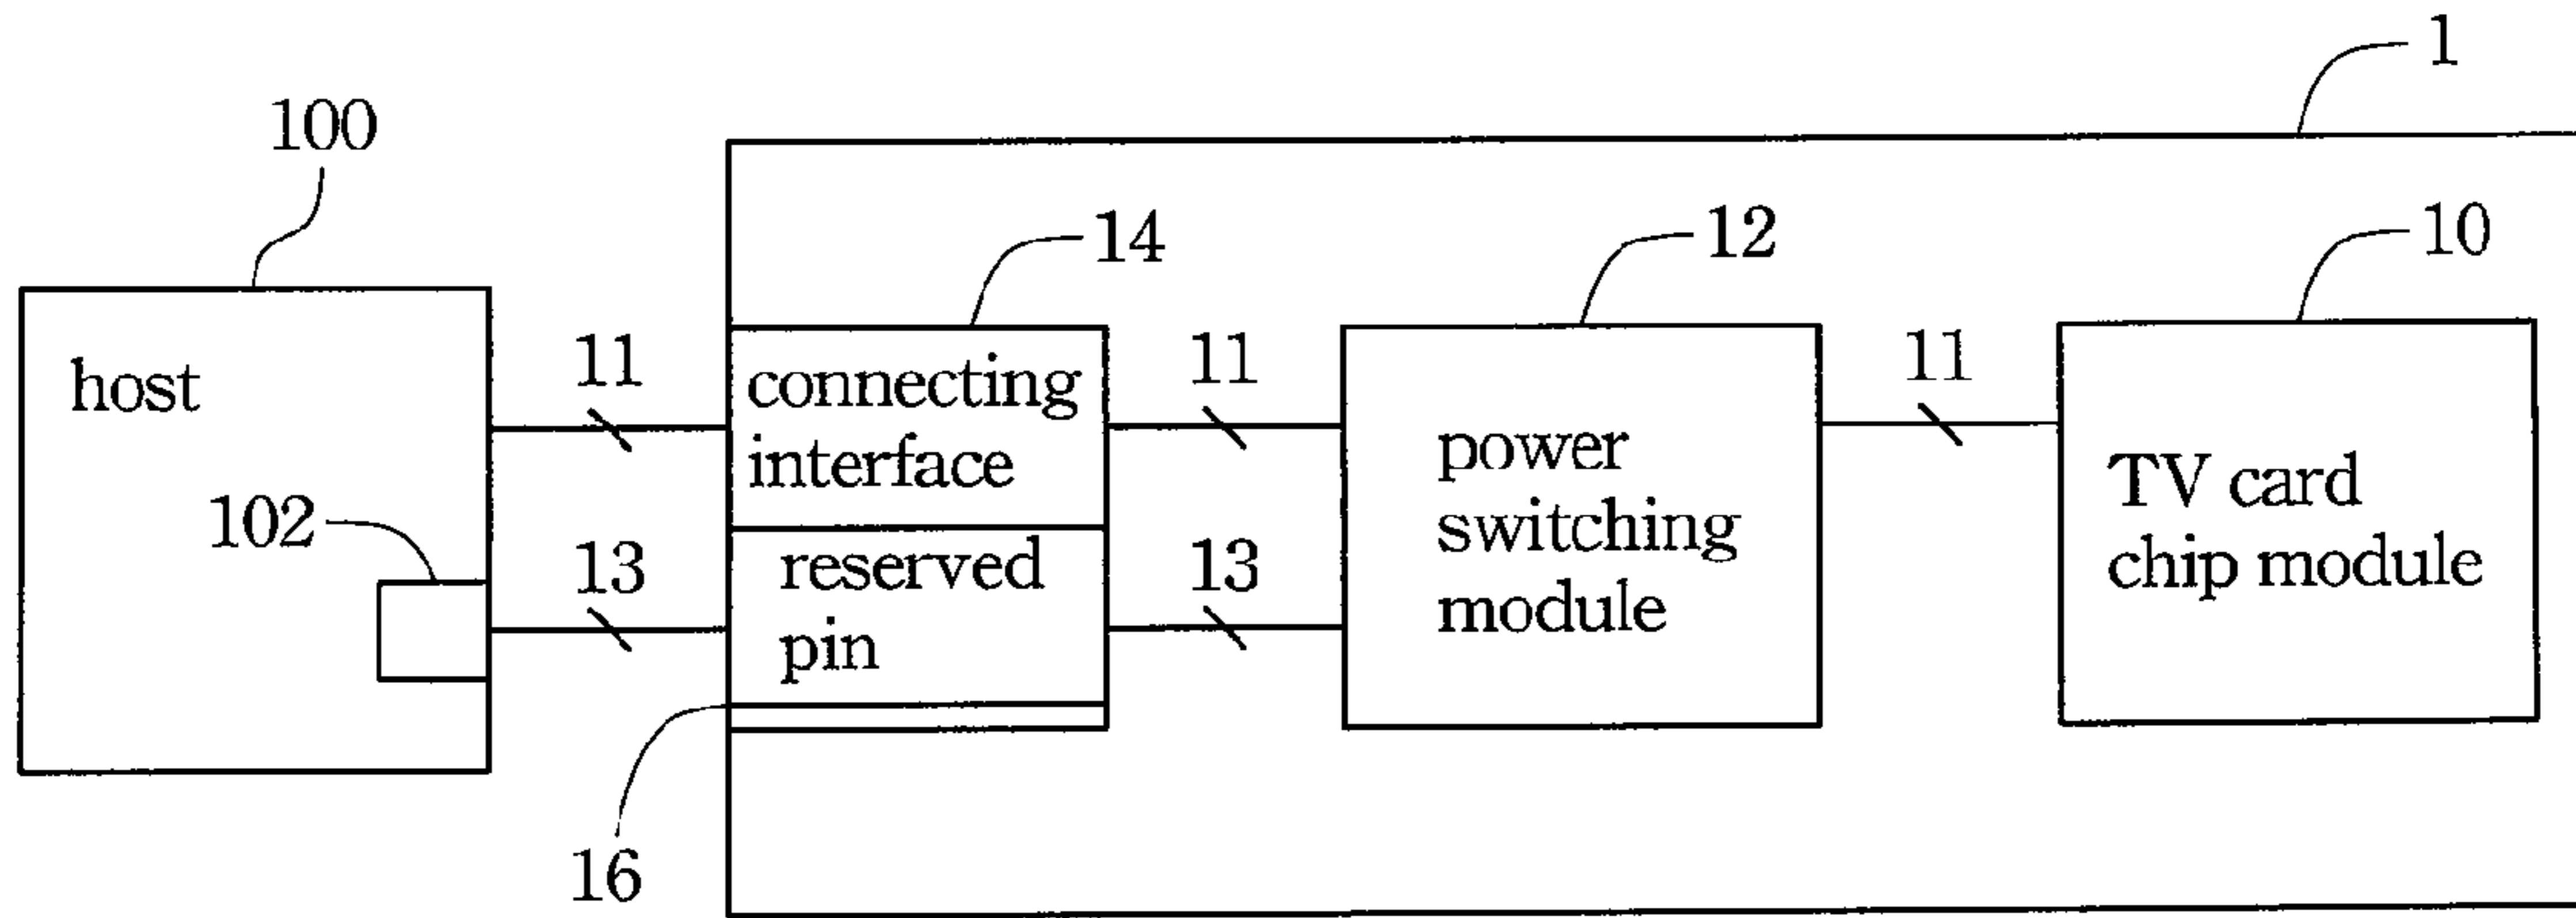 1
100
14
12
10
host
11
connecting
interface
11
power
switching
module
11
TV card
chip module
102
13
reserved
pin
13
16